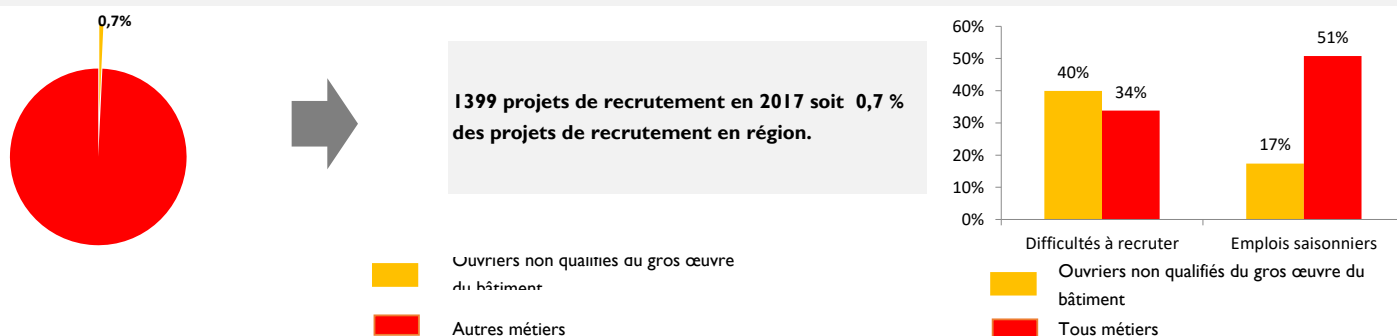 0,7%
1399 projets de recrutement en 2017 soit 0,7 %
des projets de recrutement en région.
Ouvriers non qualifiés du gros œuvre
du bâtiment
Autres métiers
60%
50%
40%
30%
20%
10%
0%
40%
34%
17%
51%
Difficultés à recruter
Emplois saisonniers
Ouvriers non qualifiés du gros œuvre du
bâtiment
Tous métiers